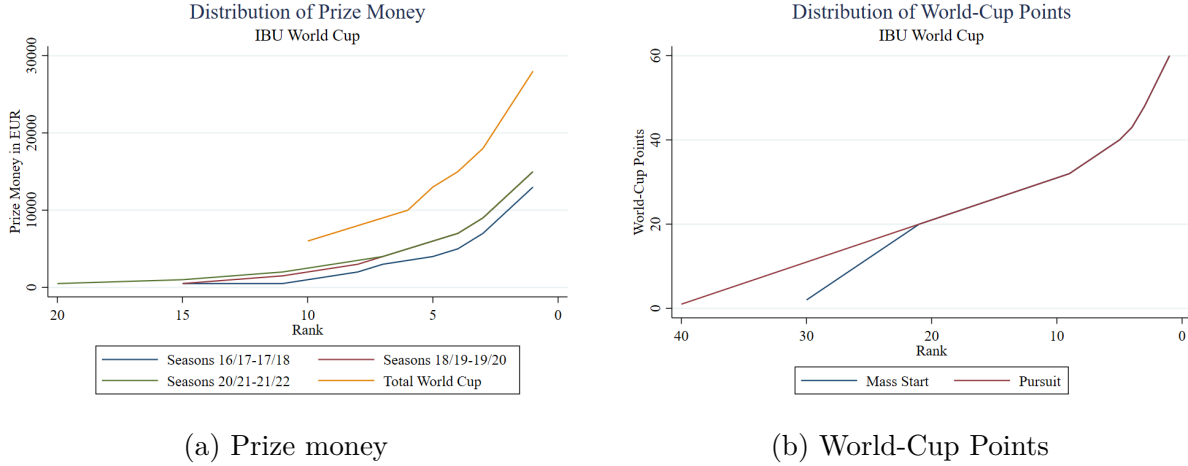 Distribution of Prize Money
IBU World Cup
30000
20000
10000
0
Prize Money in EUR
20 15 10 5 0
Rank
Seasons 16/17-17/18 Seasons 18/19-19/20
Seasons 20/21-21/22 Total World Cup
(a) Prize money
Distribution of World-Cup Points
IBU World Cup
60
40
20
0
World-Cup Points
40 30 20 10 0
Rank
Mass Start Pursuit
(b) World-Cup Points